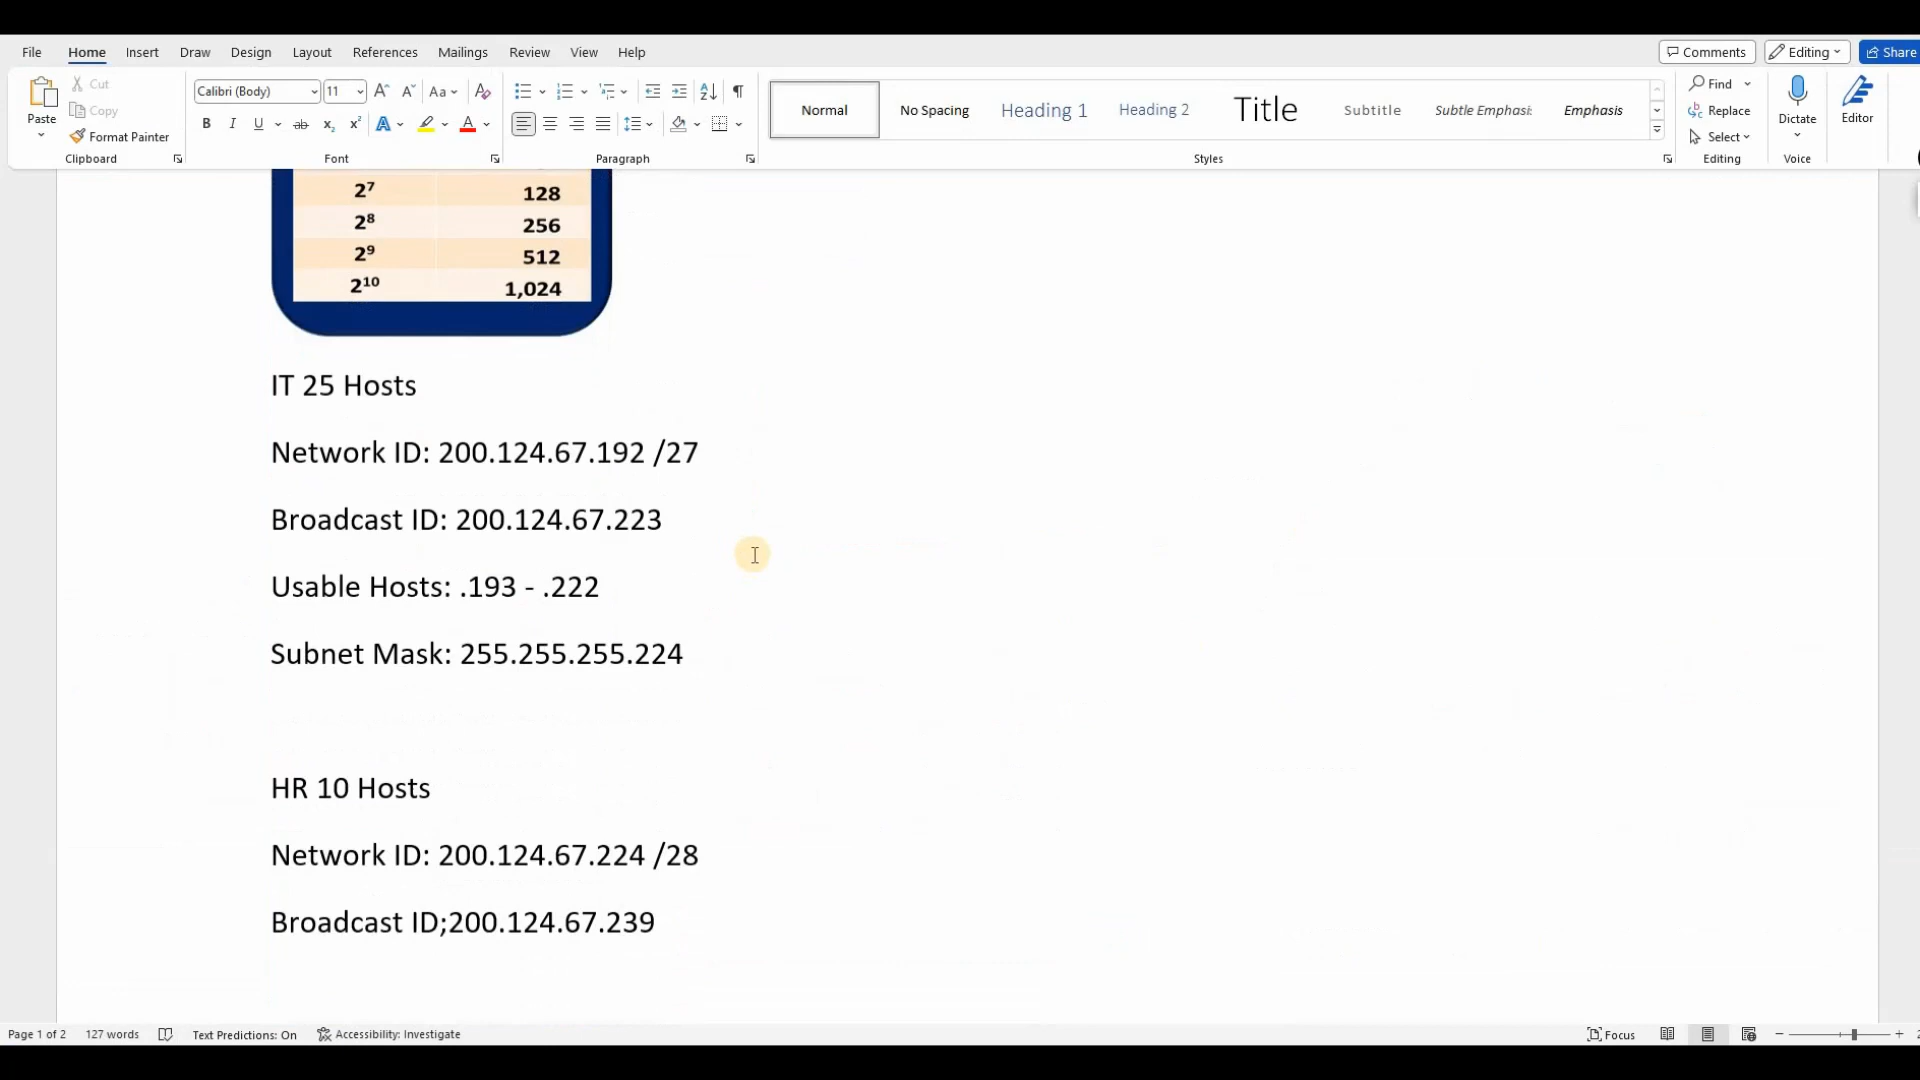 File Home Insert Draw Design Layout References Mailings Review View Help Comments Editing Share
Paste
Cut
Copy
Format Painter
Clipboard
Calibri (Body) 11
Font
Paragraph
Normal No Spacing Heading 1 Heading 2 Title Subtitle Subtle Emphasi: Emphasis
Styles
Find
Replace
Select
Editing
Dictate
Voice
Editor
2⁷ 128
2⁸ 256
2⁹ 512
2¹⁰ 1,024
IT 25 Hosts
Network ID: 200.124.67.192 /27
Broadcast ID: 200.124.67.223
Usable Hosts: .193 - .222
Subnet Mask: 255.255.255.224
HR 10 Hosts
Network ID: 200.124.67.224 /28
Broadcast ID;200.124.67.239
Page 1 of 2 127 words Text Predictions: On Accessibility: Investigate Focus